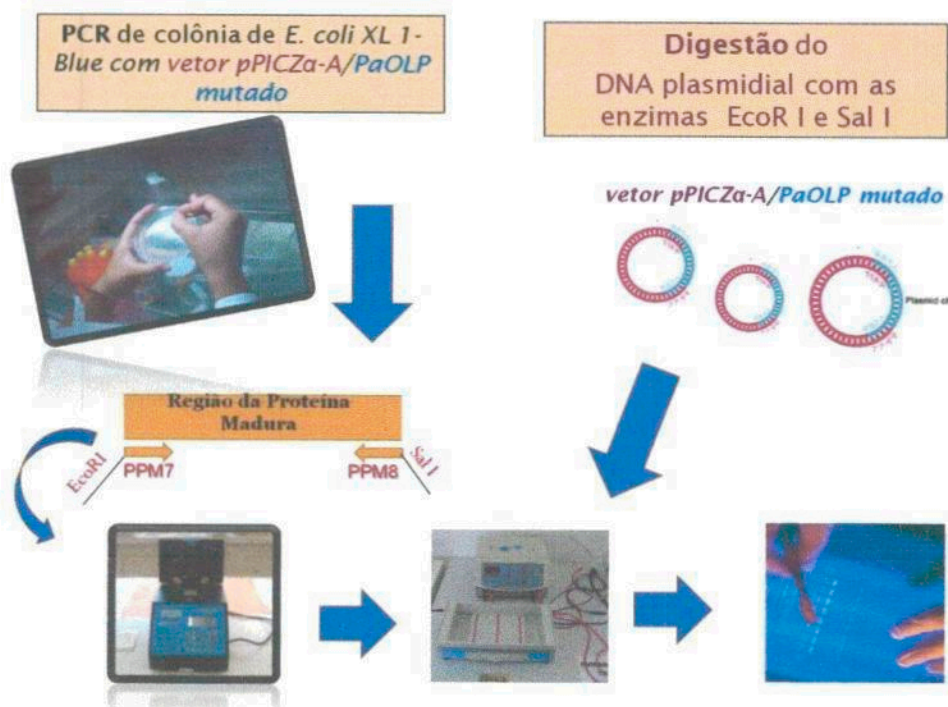 PCR de colônia de E. coli XL 1-
Blue com vetor pPICZα-A/PaOLP
mutado
Digestão do
DNA plasmidial com as
enzimas EcoR I e Sal I
vetor pPICZα-A/PaOLP mutado
Região da Proteína
Madura
EcoRI
PPM7
PPM8
Sal I